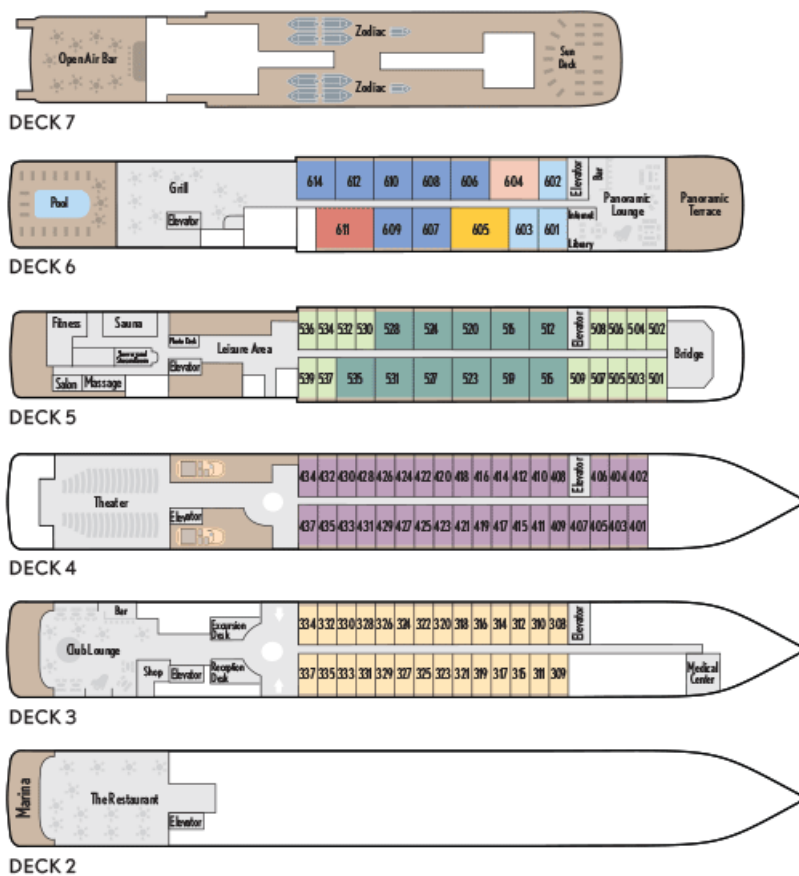 Open Air Bar
Zodiac
Zodiac
Sun
Deck
DECK 7
Pool
Grill
Elevator
614 612 610 608 606 604 602
611 609 607 605 603 601
Elevator
Bar
Internet
Library
Panoramic
Lounge
Panoramic
Terrace
DECK 6
Fitness
Sauna
Salon
Massage
Photo Desk
Elevator
Leisure Area
536 534 532 530 528 524 520 516 512
Elevator
508 506 504 502
539 537 535 531 527 523 519 515 509 507 505 503 501
Bridge
DECK 5
Theater
Elevator
434 432 430 428 426 424 422 420 418 416 414 412 410 408
Elevator
406 404 402
437 435 433 431 429 427 425 423 421 419 417 415 411 409 407 405 403 401
DECK 4
Bar
Club Lounge
Excursion
Desk
Shop
Elevator
Reception
Desk
334 332 330 328 326 324 322 320 318 316 314 312 310 308
Elevator
337 335 333 331 329 327 325 323 321 319 317 315 311 309
Medical
Center
DECK 3
Marina
The Restaurant
Elevator
DECK 2